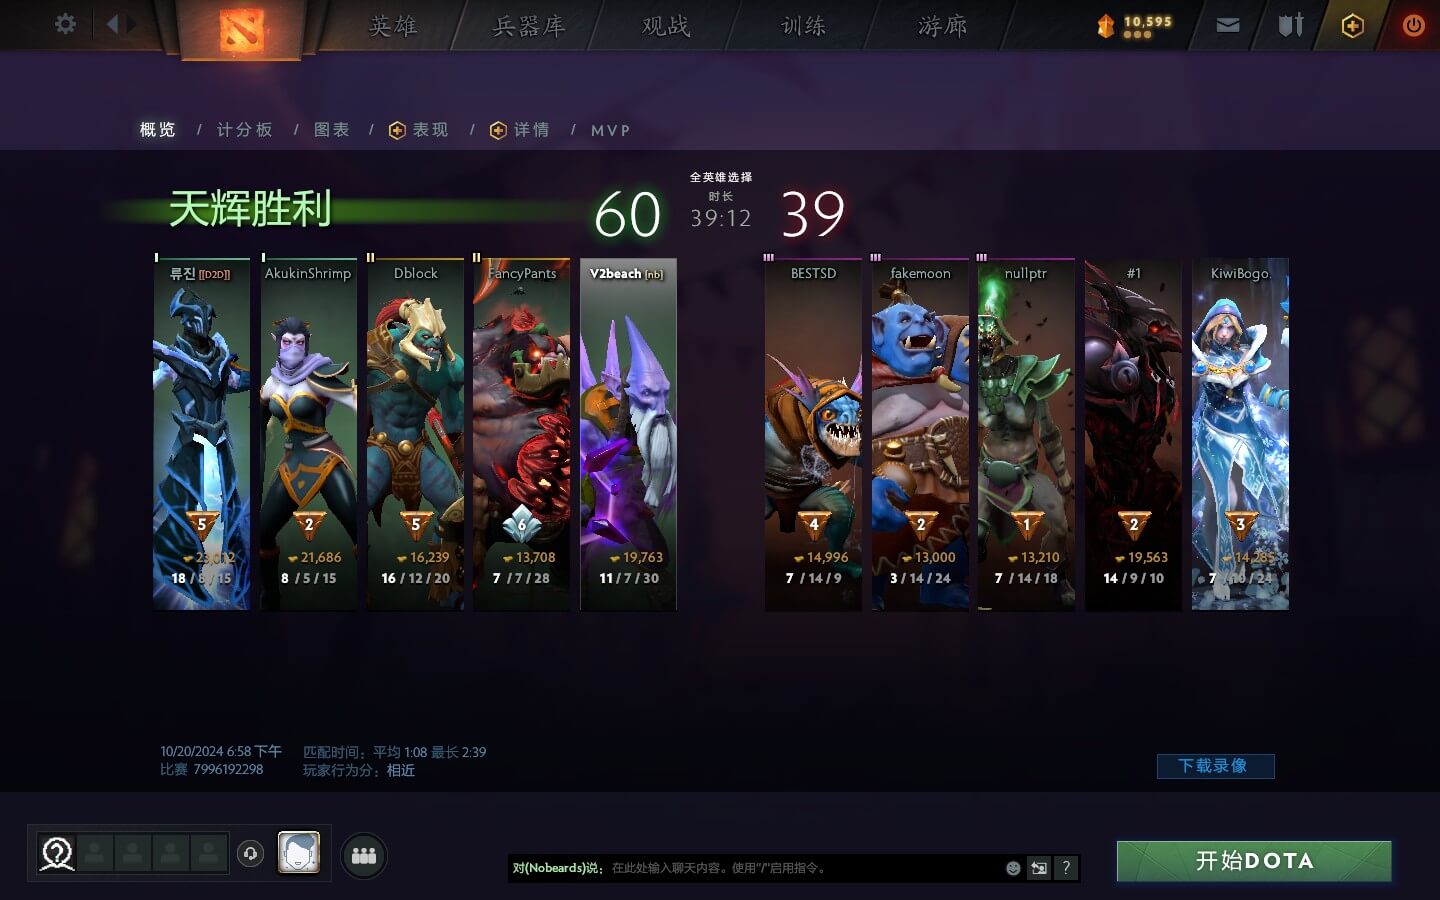 英雄 兵器库 观战 训练 游廊 10,595
概览 / 计分板 / 图表 / 表现 / 详情 / MVP
全英雄选择
天辉胜利 60 时长 39
39:12
류진 [[D2D]] AkukinShrimp Dblock FancyPants V2beach [nb] BESTSD fakemoon nullptr #1 KiwiBogo.
5 2 5 6 4 2 1 2 3
21,686 16,239 13,708 19,763 14,996 13,000 13,210 19,563 14,285
18 / 8 / 15 8 / 5 / 15 16 / 12 / 20 7 / 7 / 28 11 / 7 / 30 7 / 14 / 9 3 / 14 / 24 7 / 14 / 18 14 / 9 / 10 7 / 10 / 24
10/20/2024 6:58 下午 匹配时间：平均 1:08 最长 2:39
比赛 7996192298 玩家行为分：相近
下载录像
对(Nobeards)说： 在此处输入聊天内容。使用“/”启用指令。 ?
开始DOTA